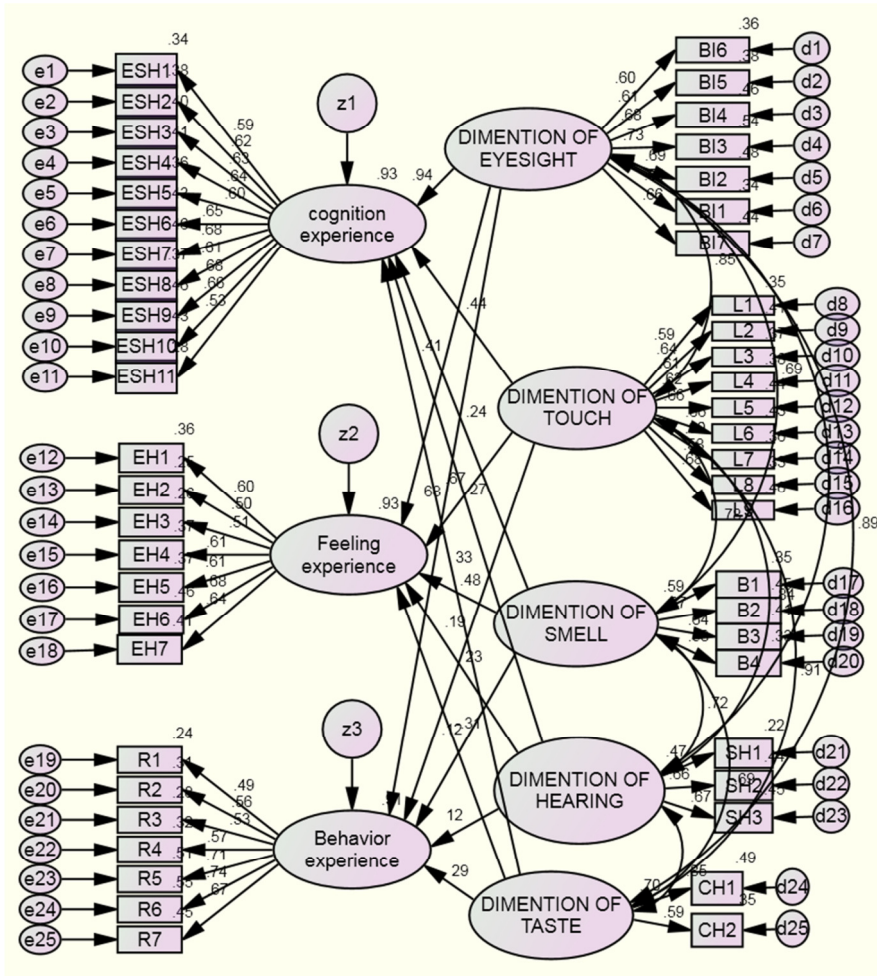 .34
e1 ESH1 .38
e2 ESH2 .40
e3 ESH3 .41
e4 ESH4
e5 ESH5
e6 ESH6
e7 ESH7
e8 ESH8
e9 ESH9
e10 ESH10
e11 ESH11
.59
.62
.63
.64
.60
.65
.68
.61
.68
.66
.53
z1
.93
.94
cognition
experience
.36
e12 EH1
e13 EH2
e14 EH3
e15 EH4
e16 EH5
e17 EH6
e18 EH7
.60
.50
.51
.61
.61
.68
.64
z2
.93
Feeling
experience
.24
e19 R1
e20 R2
e21 R3
e22 R4
e23 R5
e24 R6
e25 R7
.49
.56
.53
.57
.71
.74
.67
.45
z3
Behavior
experience
DIMENTION OF
EYESIGHT
.36
BI6 d1
BI5 d2
BI4 d3
BI3 d4
BI2 d5
BI1 d6
BI7 d7
.60
.61
.68
.73
.69
.66
.85
.44
.41
.24
.67
.27
.33
.48
.19
.23
.31
.12
12
.29
DIMENTION OF
TOUCH
.35
L1 d8
L2 d9
L3 d10
L4 d11
L5 d12
L6 d13
L7 d14
L8 d15
d16
.59
.64
.69
.89
DIMENTION OF
SMELL
.35
B1 d17
B2 d18
B3 d19
B4 d20
.59
.91
.72
DIMENTION OF
HEARING
.22
SH1 d21
SH2 d22
SH3 d23
.47
.66
.67
.69
DIMENTION OF
TASTE
.49
CH1 d24
.35
CH2 d25
.70
.59